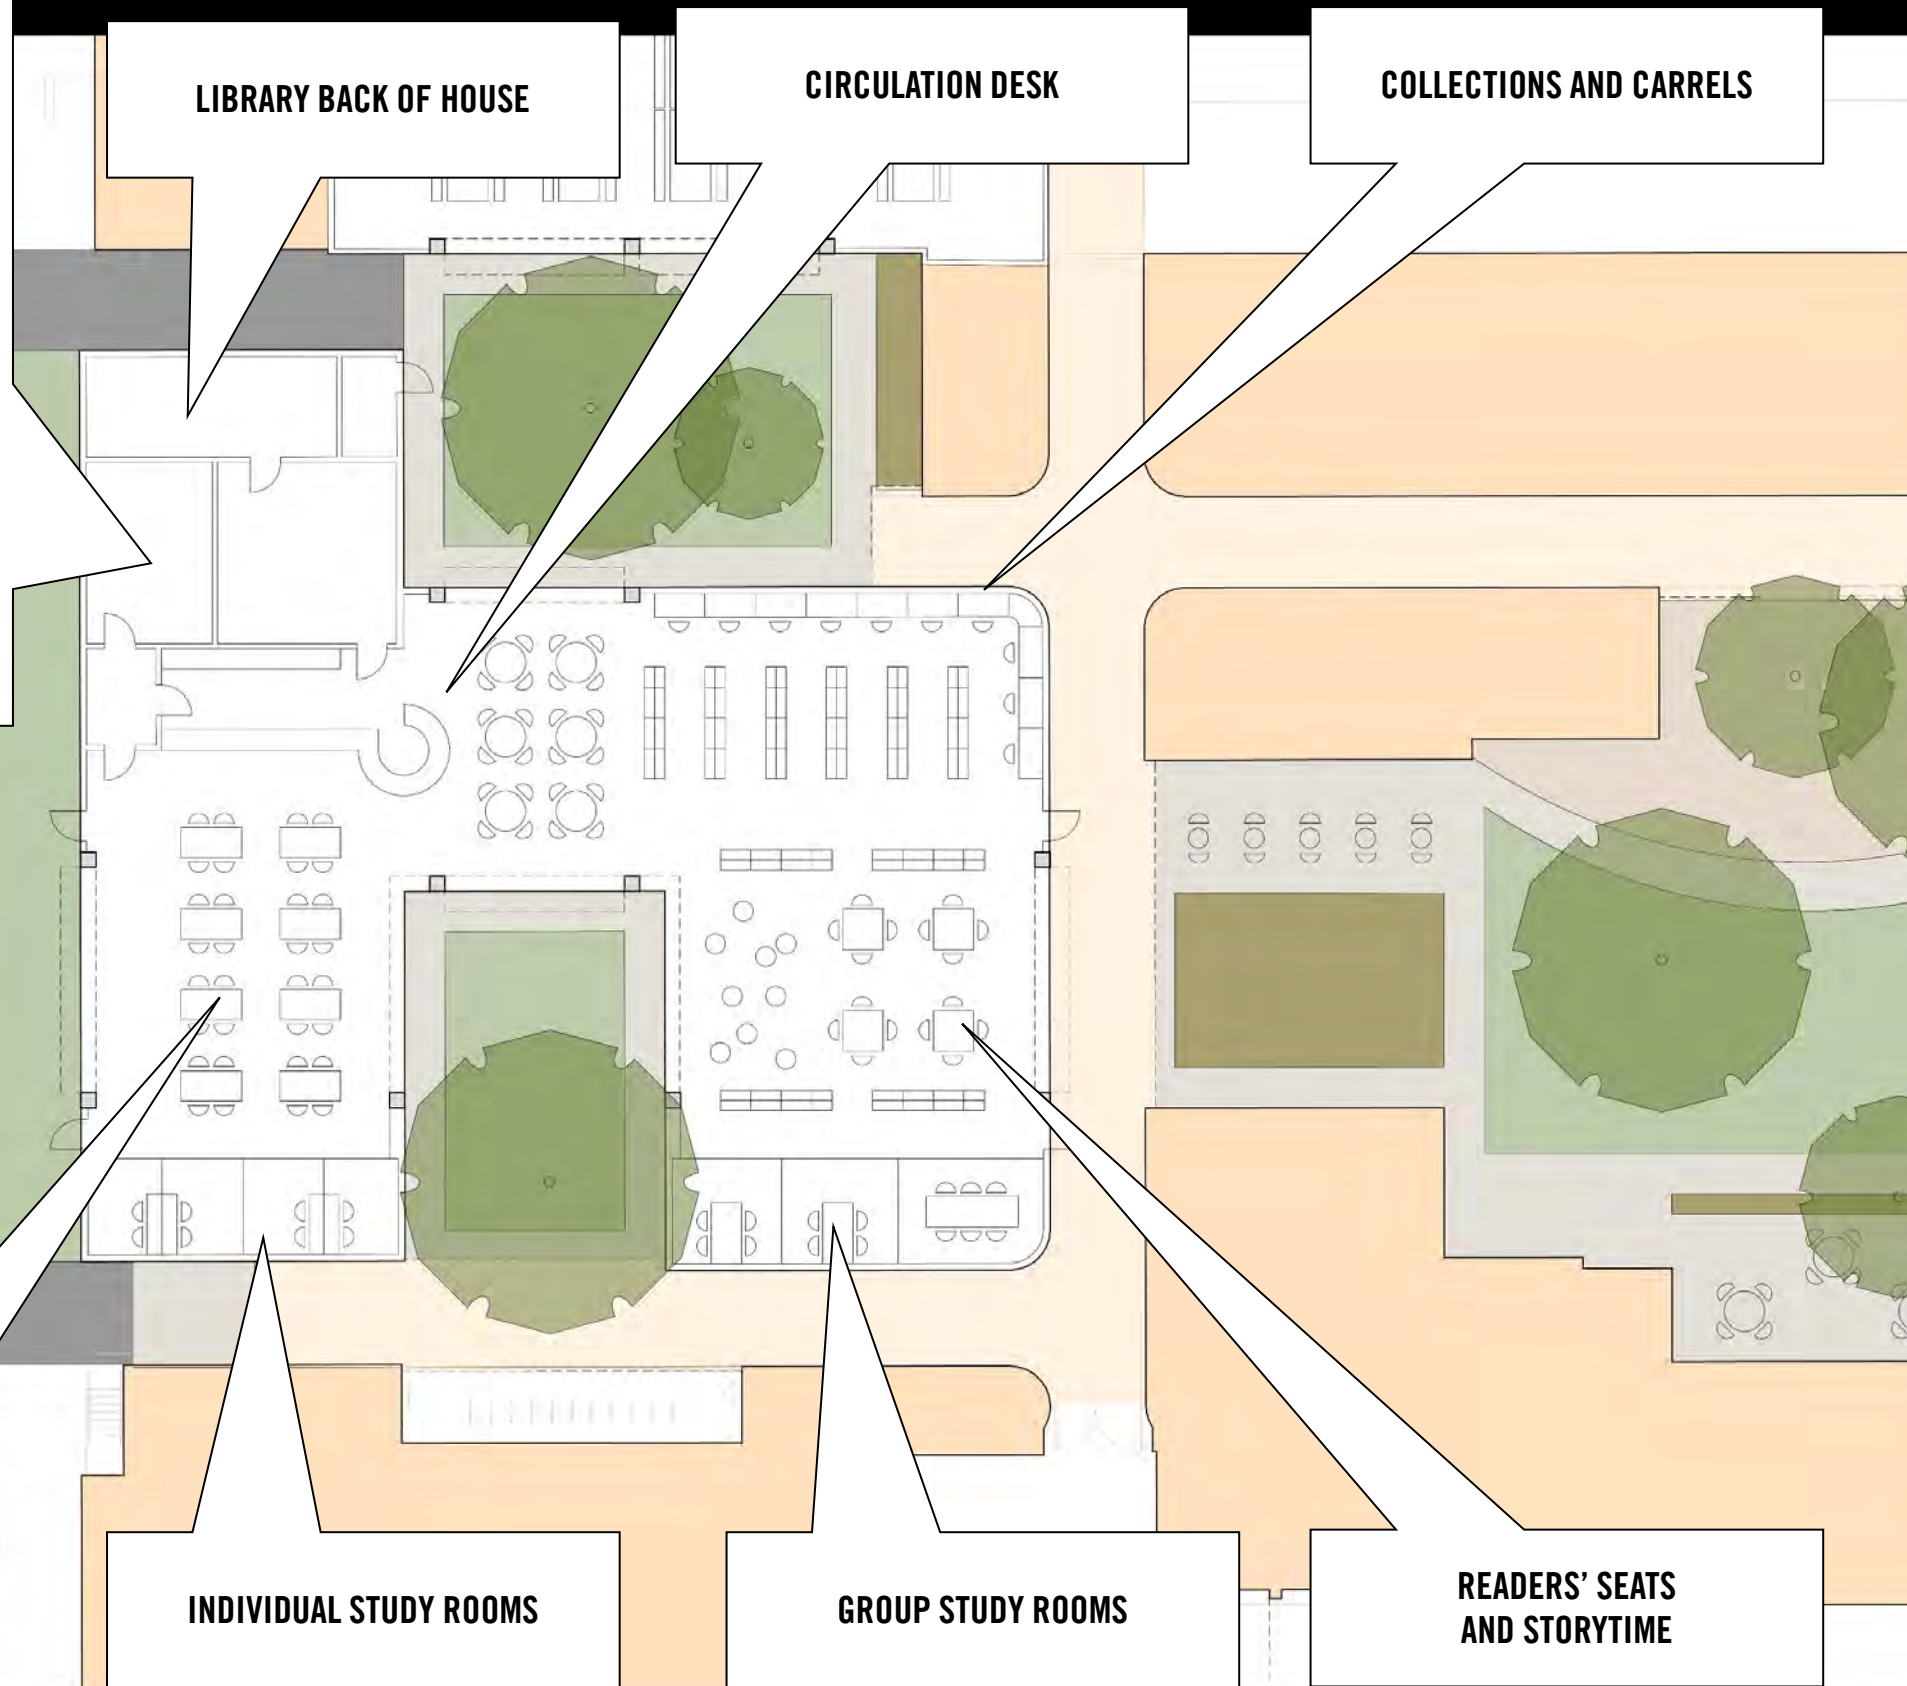 LIBRARY BACK OF HOUSE
CIRCULATION DESK
COLLECTIONS AND CARRELS
INDIVIDUAL STUDY ROOMS
GROUP STUDY ROOMS
READERS’ SEATS
AND STORYTIME